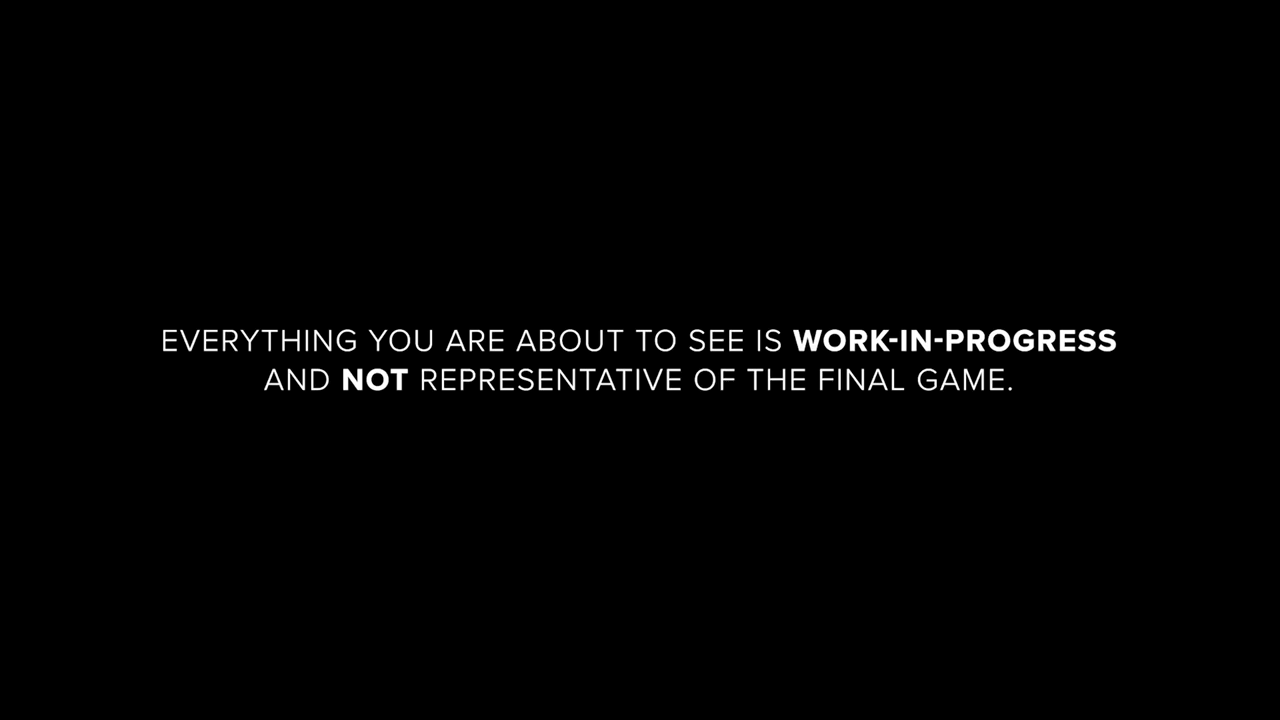 EVERYTHING YOU ARE ABOUT TO SEE IS WORK-IN-PROGRESS
AND NOT REPRESENTATIVE OF THE FINAL GAME.